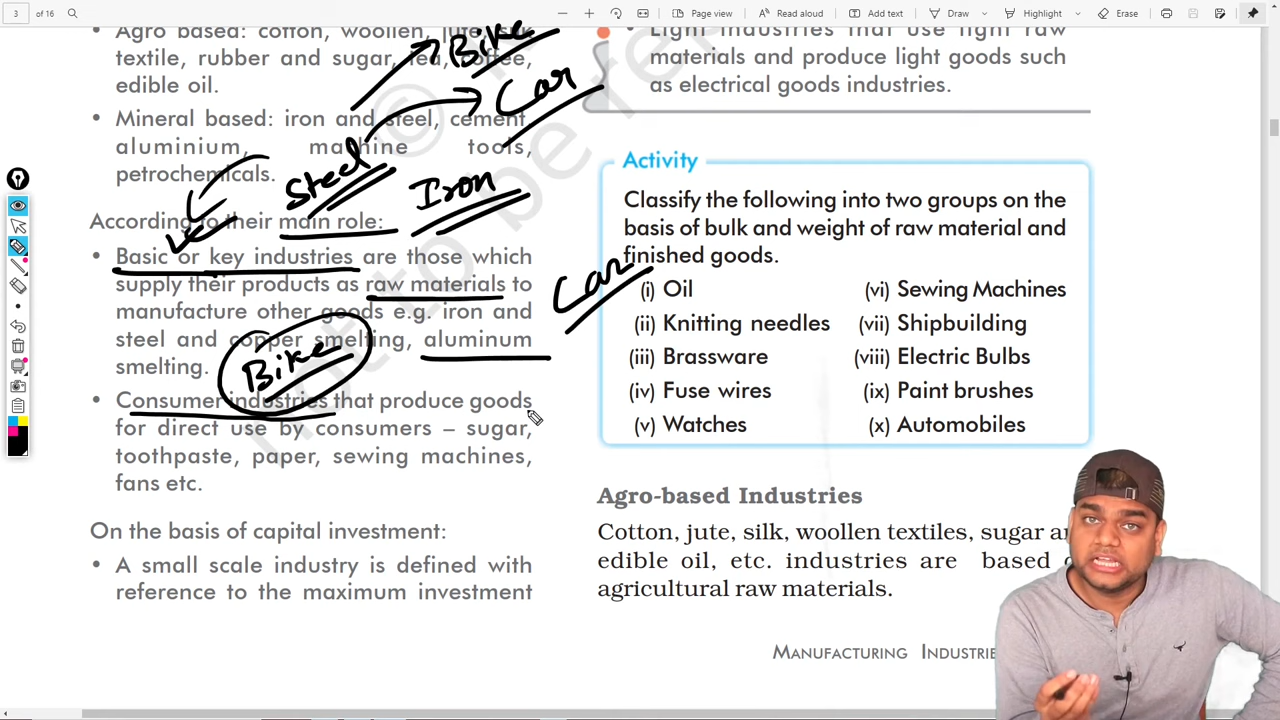 3 of 16
Page view
Read aloud
Add text
Draw
Highlight
Erase
Agro based: cotton, woollen, jute, silk
textile, rubber and sugar, tea, coffee,
edible oil.
• Mineral based: iron and steel, cement,
aluminium, machine tools,
petrochemicals.
According to their main role:
• Basic or key industries are those which
supply their products as raw materials to
manufacture other goods e.g. iron and
steel and copper smelting, aluminum
smelting.
• Consumer industries that produce goods
for direct use by consumers – sugar,
toothpaste, paper, sewing machines,
fans etc.
On the basis of capital investment:
• A small scale industry is defined with
reference to the maximum investment
Bike
Car
Steel
Iron
Bike
Car
• Light industries that use light raw
materials and produce light goods such
as electrical goods industries.
Activity
Classify the following into two groups on the
basis of bulk and weight of raw material and
finished goods.
(i) Oil (vi) Sewing Machines
(ii) Knitting needles (vii) Shipbuilding
(iii) Brassware (viii) Electric Bulbs
(iv) Fuse wires (ix) Paint brushes
(v) Watches (x) Automobiles
Agro-based Industries
Cotton, jute, silk, woollen textiles, sugar
edible oil, etc. industries are based
agricultural raw materials.
MANUFACTURING INDUSTRIE
©
not to be re